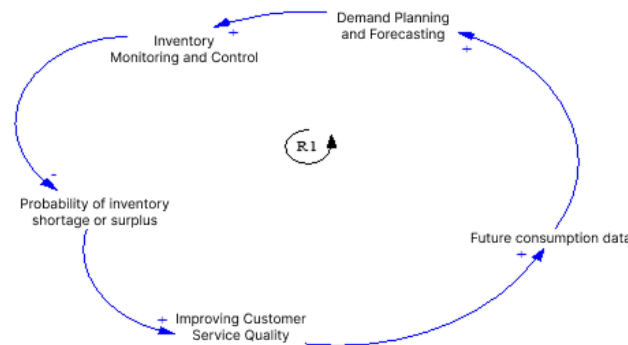 Demand Planning
and Forecasting
+
+
Inventory
Monitoring and Control
R1
-
Probability of inventory
shortage or surplus
Future consumption data
+
+
Improving Customer
Service Quality